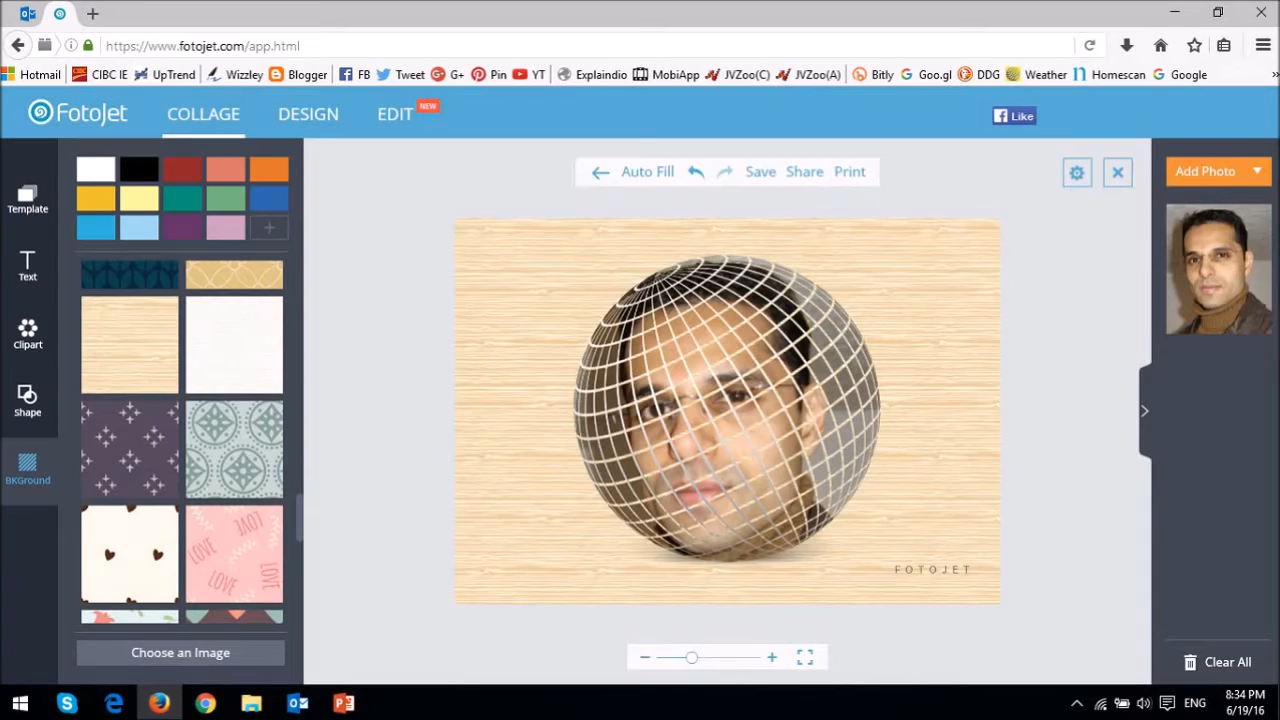 https://www.fotojet.com/app.html
Hotmail CIBC IE UpTrend Wizzley Blogger FB Tweet G+ Pin YT Explaindio MobiApp JVZoo(C) JVZoo(A) Bitly Goo.gl DDG Weather Homescan Google
FotoJet COLLAGE DESIGN EDIT NEW Like
Auto Fill Save Share Print
Add Photo
Template
Text
Clipart
Shape
BKGround
LOVE
LOVE
LOVE
LOVE
FOTOJET
Choose an Image
Clear All
ENG
8:34 PM
6/19/16